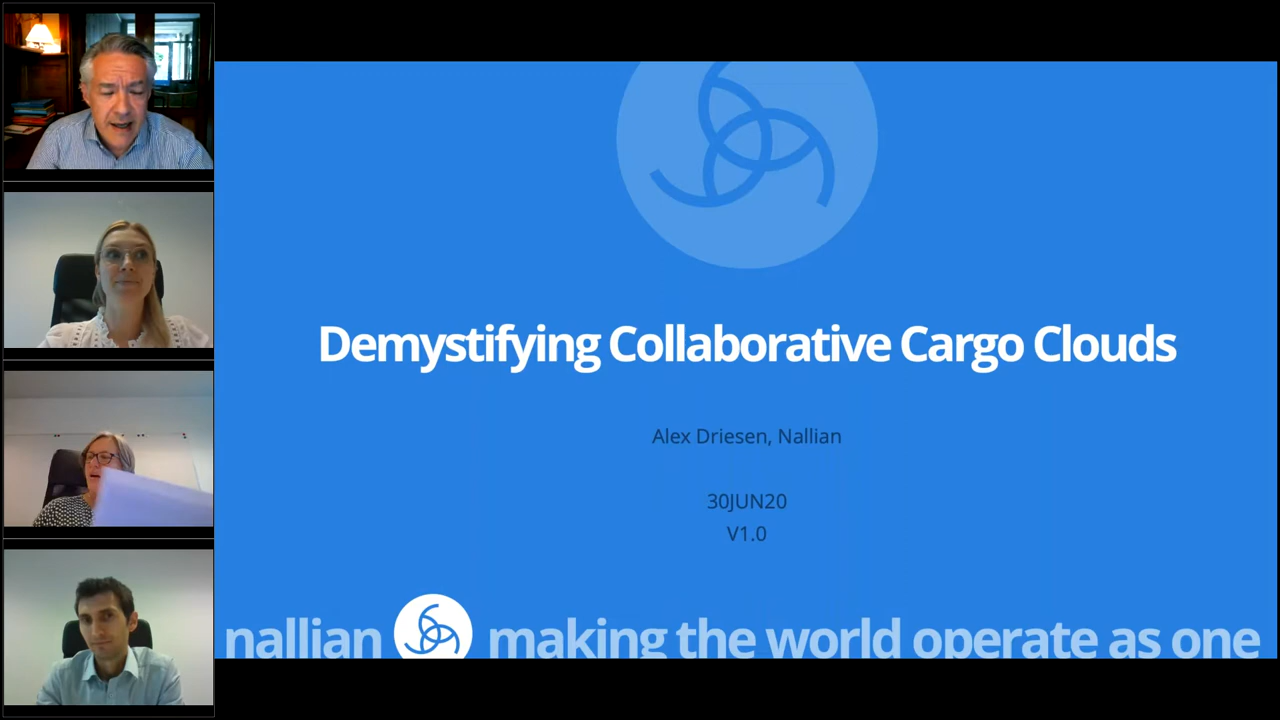 Demystifying Collaborative Cargo Clouds
Alex Driesen, Nallian
30JUN20
V1.0
nallian making the world operate as one